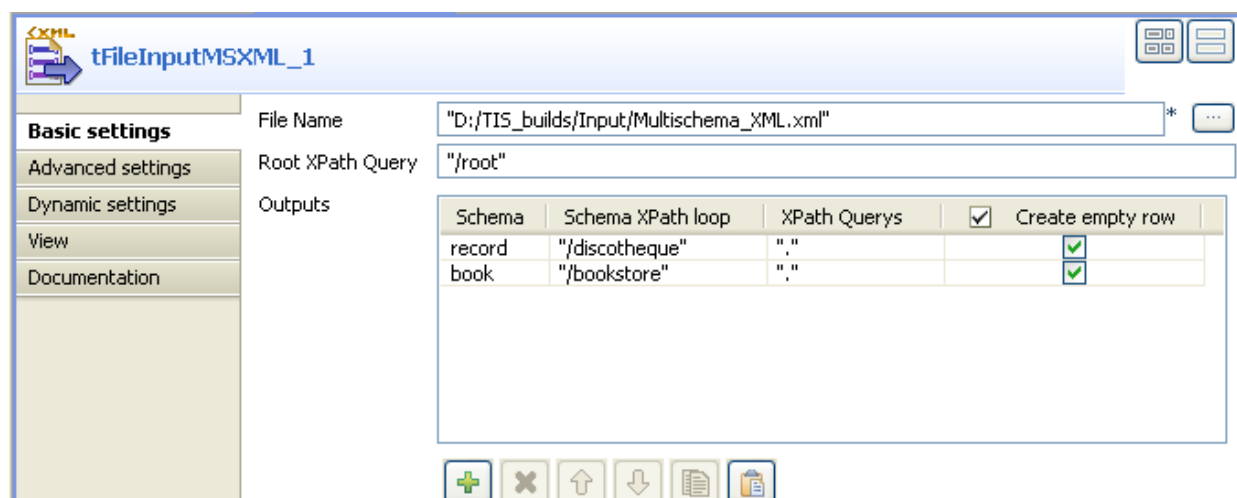 <XML
tFileInputMSXML_1
Basic settings
Advanced settings
Dynamic settings
View
Documentation
File Name "D:/TIS_builds/Input/Multischema_XML.xml" * ...
Root XPath Query "/root"
Outputs
Schema Schema XPath loop XPath Querys Create empty row
record "/discotheque" "."
book "/bookstore" "."